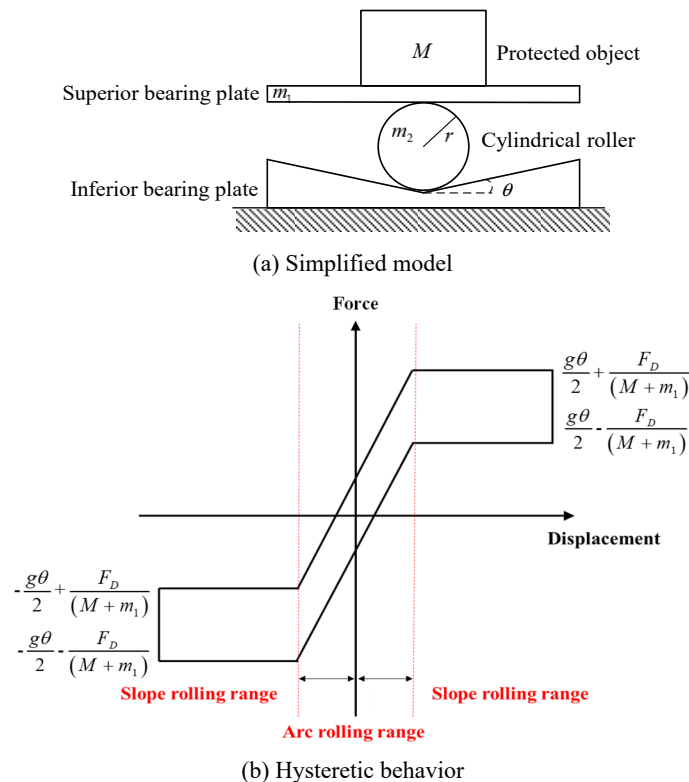 M
Protected object
Superior bearing plate
m₁
m₂
r
Cylindrical roller
Inferior bearing plate
θ
(a) Simplified model
Force
gθ/2 + F_D/(M + m₁)
gθ/2 - F_D/(M + m₁)
Displacement
-gθ/2 + F_D/(M + m₁)
-gθ/2 - F_D/(M + m₁)
Slope rolling range
Slope rolling range
Arc rolling range
(b) Hysteretic behavior